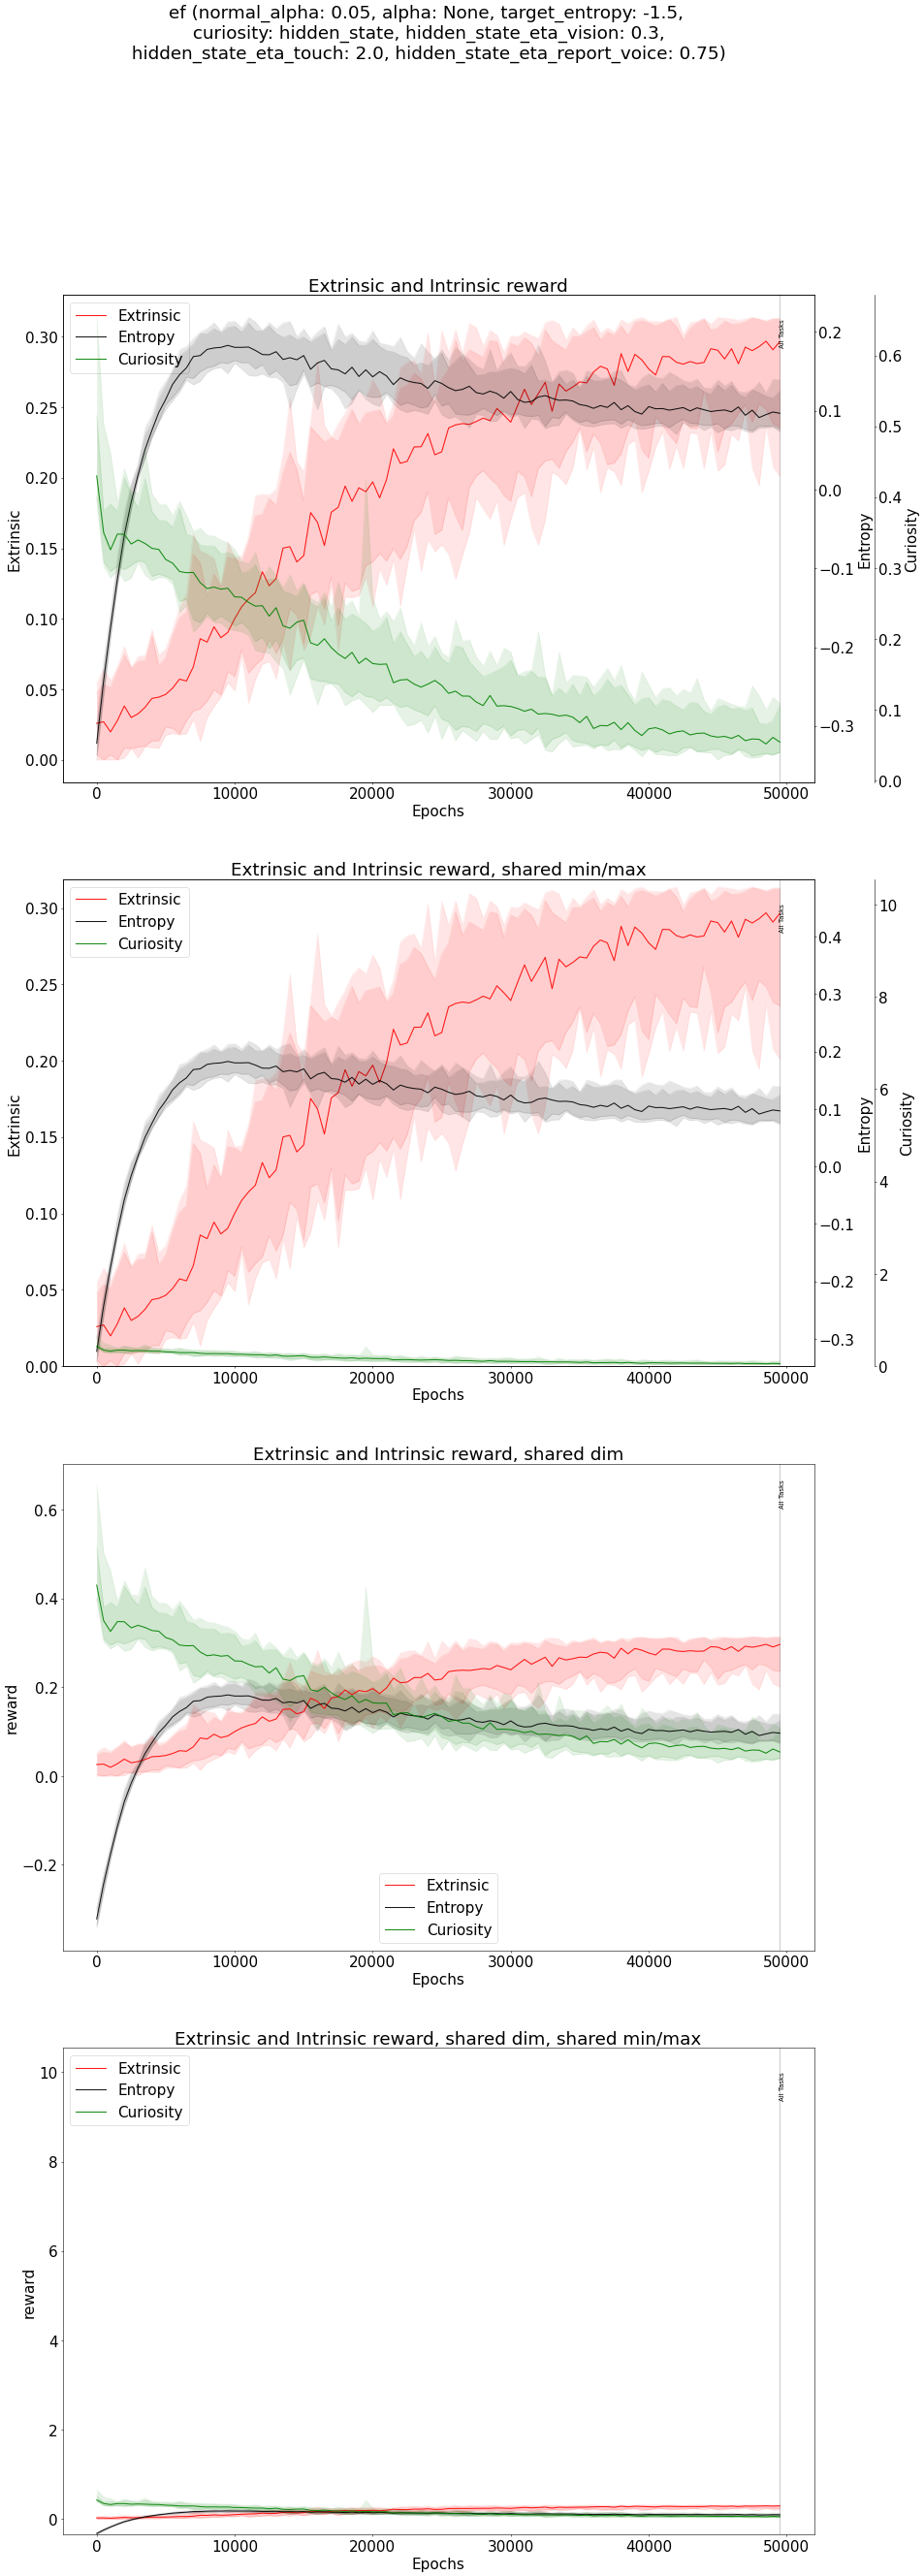 ef (normal_alpha: 0.05, alpha: None, target_entropy: -1.5,
curiosity: hidden_state, hidden_state_eta_vision: 0.3,
hidden_state_eta_touch: 2.0, hidden_state_eta_report_voice: 0.75)
Extrinsic and Intrinsic reward
Extrinsic
Entropy
Curiosity
All Tasks
0.30
0.25
0.20
0.15
0.10
0.05
0.00
Extrinsic
0.2
0.1
0.0
−0.1
−0.2
−0.3
Entropy
0.6
0.5
0.4
0.3
0.2
0.1
0.0
Curiosity
0 10000 20000 30000 40000 50000
Epochs
Extrinsic and Intrinsic reward, shared min/max
Extrinsic
Entropy
Curiosity
All Tasks
0.30
0.25
0.20
0.15
0.10
0.05
0.00
Extrinsic
0.4
0.3
0.2
0.1
0.0
−0.1
−0.2
−0.3
Entropy
10
8
6
4
2
0
Curiosity
0 10000 20000 30000 40000 50000
Epochs
Extrinsic and Intrinsic reward, shared dim
All Tasks
0.6
0.4
0.2
0.0
−0.2
reward
Extrinsic
Entropy
Curiosity
0 10000 20000 30000 40000 50000
Epochs
Extrinsic and Intrinsic reward, shared dim, shared min/max
Extrinsic
Entropy
Curiosity
All Tasks
10
8
6
4
2
0
reward
0 10000 20000 30000 40000 50000
Epochs